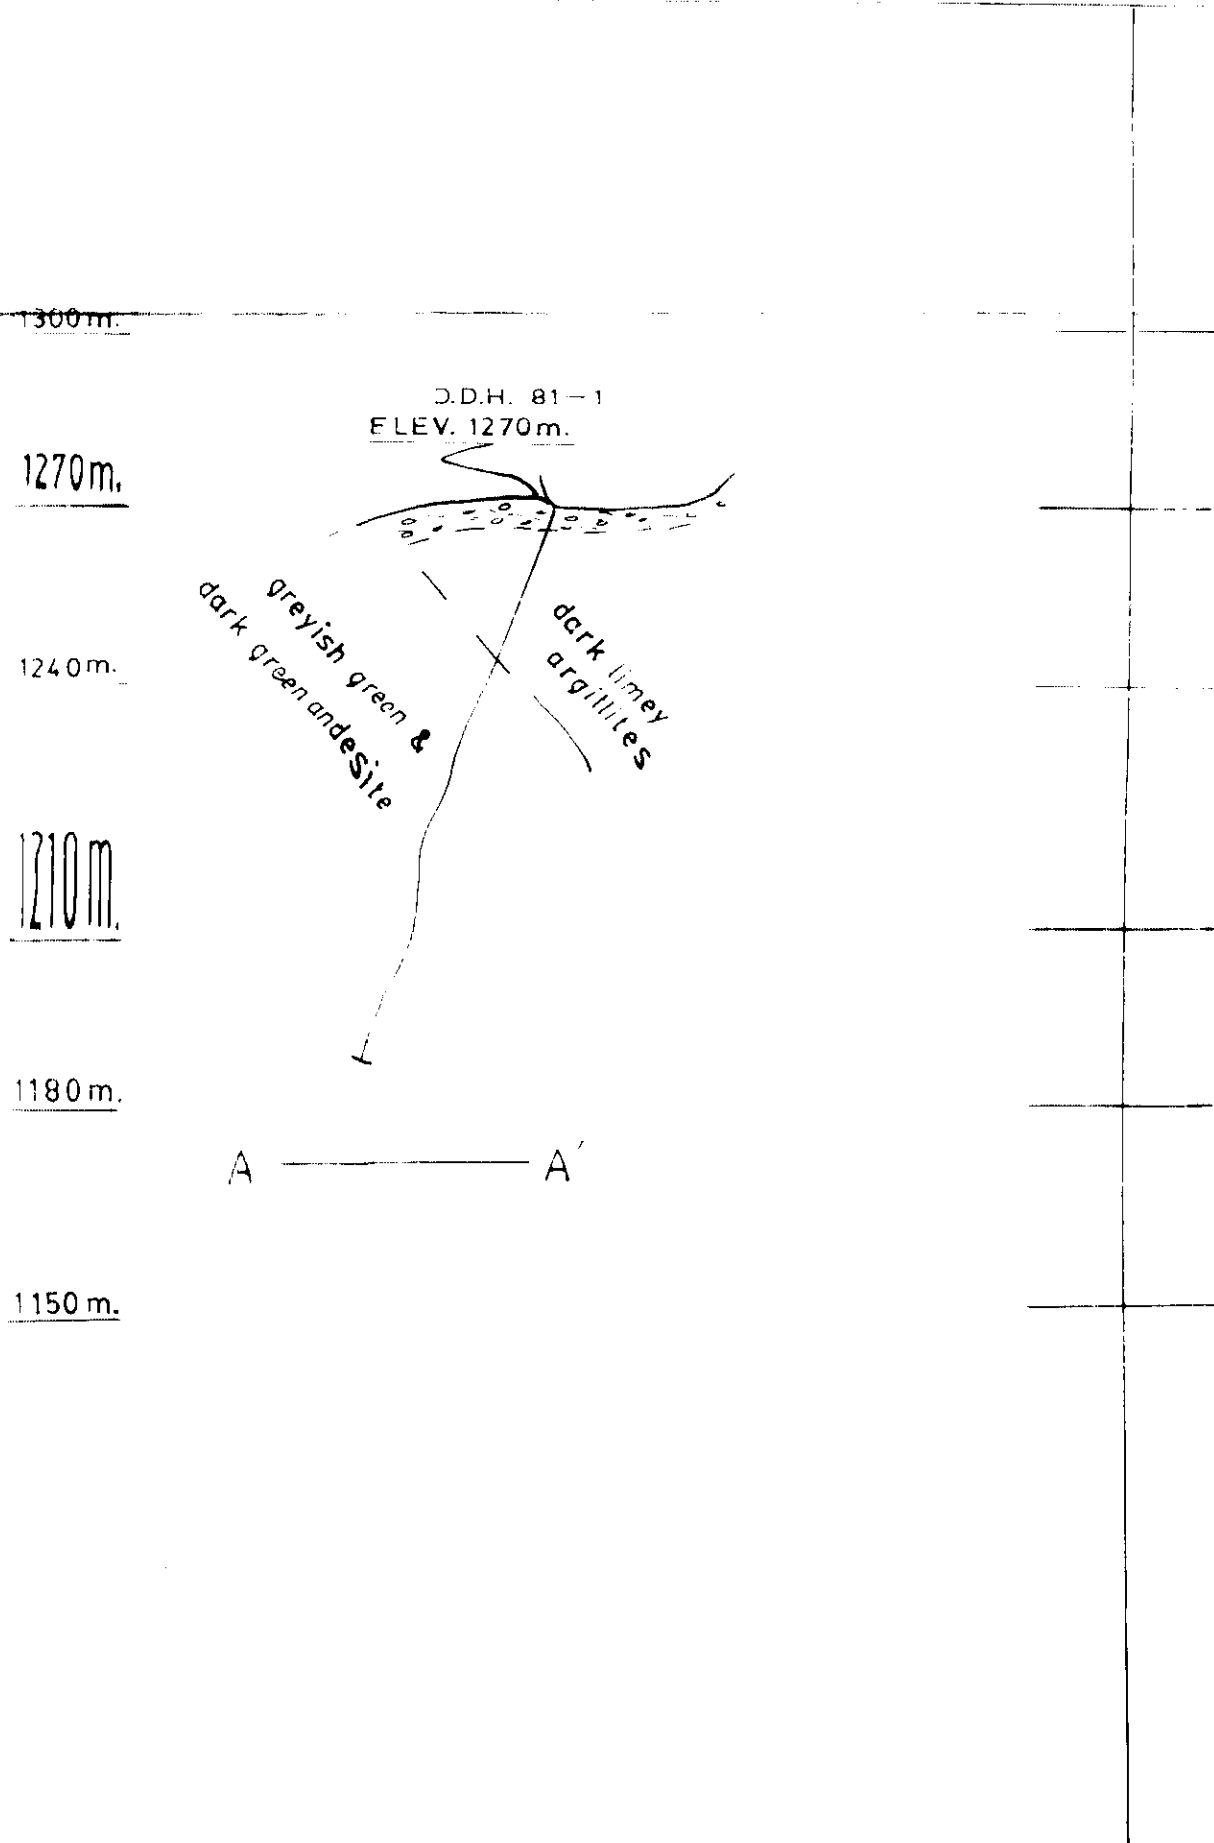 1300m.
D.D.H. 81-1
ELEV. 1270m.
1270m.
greyish green &
dark green andesite
dark limey
argillites
1240m.
1210m.
1180m.
A A'
1150m.